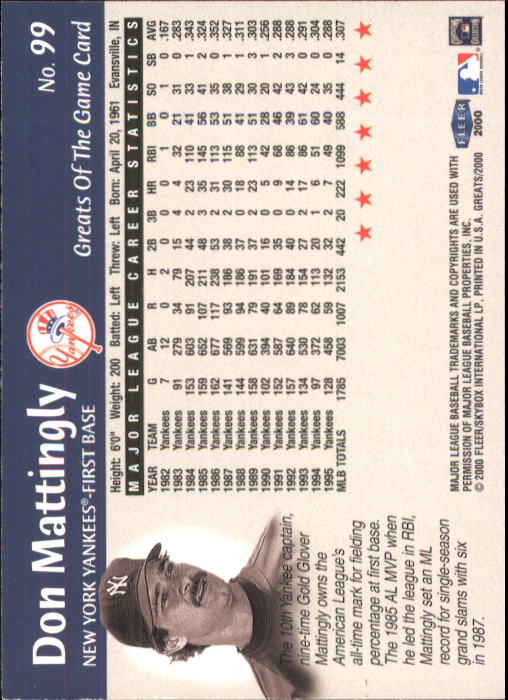 Don Mattingly
NEW YORK YANKEES®-FIRST BASE
Yankees
No. 99
Greats Of The Game Card
NY
The 10th Yankee captain,
nine-time Gold Glover
Mattingly owns the
American League's
all-time mark for fielding
percentage at first base.
The 1985 AL MVP when
he led the league in RBI,
Mattingly set an ML
record for single-season
grand slams with six
in 1987.
Height: 6'0" Weight: 200 Batted: Left Threw: Left Born: April 20, 1961 Evansville, IN
MAJOR LEAGUE CAREER STATISTICS
YEAR TEAM G AB R H 2B 3B HR RBI BB SO SB AVG
1982 Yankees 7 12 0 2 0 0 0 1 0 1 0 .167
1983 Yankees 91 279 34 79 15 4 4 32 21 31 0 .283
1984 Yankees 153 603 91 207 44 2 23 110 41 33 1 .343
1985 Yankees 159 652 107 211 48 3 35 145 56 41 2 .324
1986 Yankees 162 677 117 238 53 2 31 113 53 35 0 .352
1987 Yankees 141 569 93 186 38 2 30 115 51 38 1 .327
1988 Yankees 144 599 94 186 37 0 18 88 41 29 1 .311
1989 Yankees 158 631 79 191 37 2 23 113 51 30 3 .303
1990 Yankees 102 394 40 101 16 0 5 42 28 20 1 .256
1991 Yankees 152 587 64 169 35 0 9 68 46 42 2 .288
1992 Yankees 157 640 89 184 40 0 14 86 39 43 3 .288
1993 Yankees 134 530 78 154 27 2 17 86 61 42 0 .291
1994 Yankees 97 372 62 113 20 1 6 51 60 24 0 .304
1995 Yankees 128 458 59 132 32 2 7 49 40 35 0 .288
MLB TOTALS 1785 7003 1007 2153 442 20 222 1099 588 444 14 .307
MAJOR LEAGUE BASEBALL TRADEMARKS AND COPYRIGHTS ARE USED WITH
PERMISSION OF MAJOR LEAGUE BASEBALL PROPERTIES, INC.
© 2000 FLEER/SKYBOX INTERNATIONAL LP. PRINTED IN U.S.A. GREATS/2000
FLEER
2000